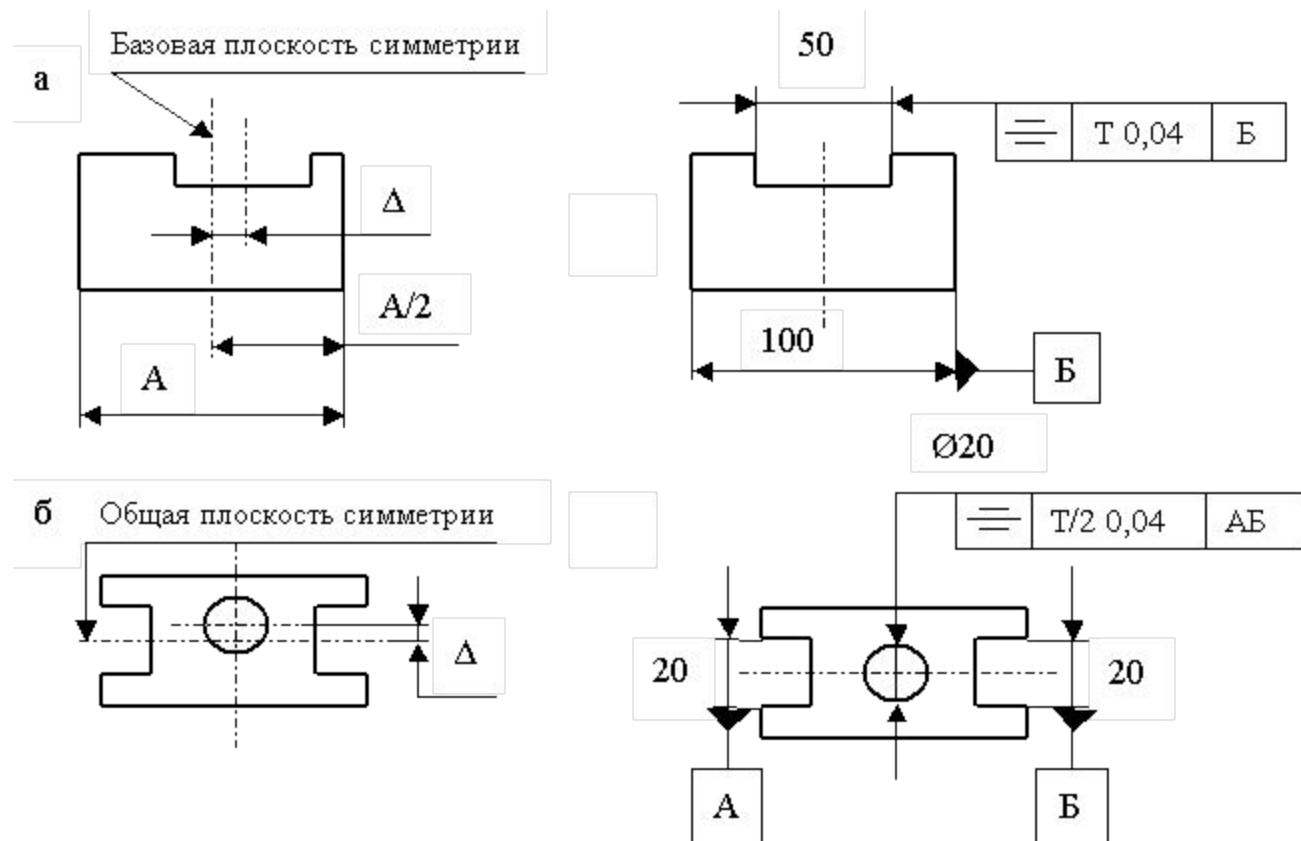 Базовая плоскость симметрии
50
а
Т 0,04
Б
Δ
А/2
100
А
Б
Ø20
б
Общая плоскость симметрии
Т/2 0,04
АБ
Δ
20
20
А
Б